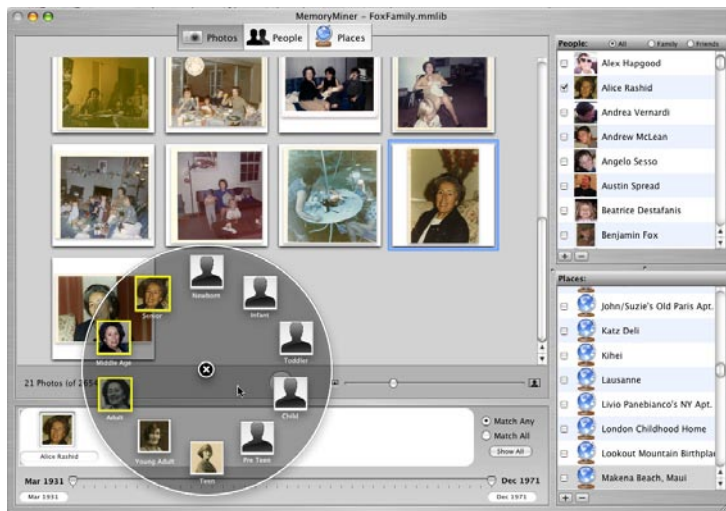 MemoryMiner – FoxFamily.mmlib
Photos
People
Places
People:
All
Family
Friends
Alex Hapgood
Alice Rashid
Andrea Vernardi
Andrew McLean
Angelo Sesso
Austin Spread
Beatrice Destafanis
Benjamin Fox
Places:
John/Suzie's Old Paris Apt.
Katz Deli
Kihei
Lausanne
Livio Panebianco's NY Apt.
London Childhood Home
Lookout Mountain Birthplac
Makena Beach, Maui
Newborn
Infant
Toddler
Child
Pre Teen
Teen
Young Adult
Adult
Middle Age
Senior
21 Photos (of 2654
Alice Rashid
Match Any
Match All
Show All
Mar 1931
Dec 1971
Mar 1931
Dec 1971